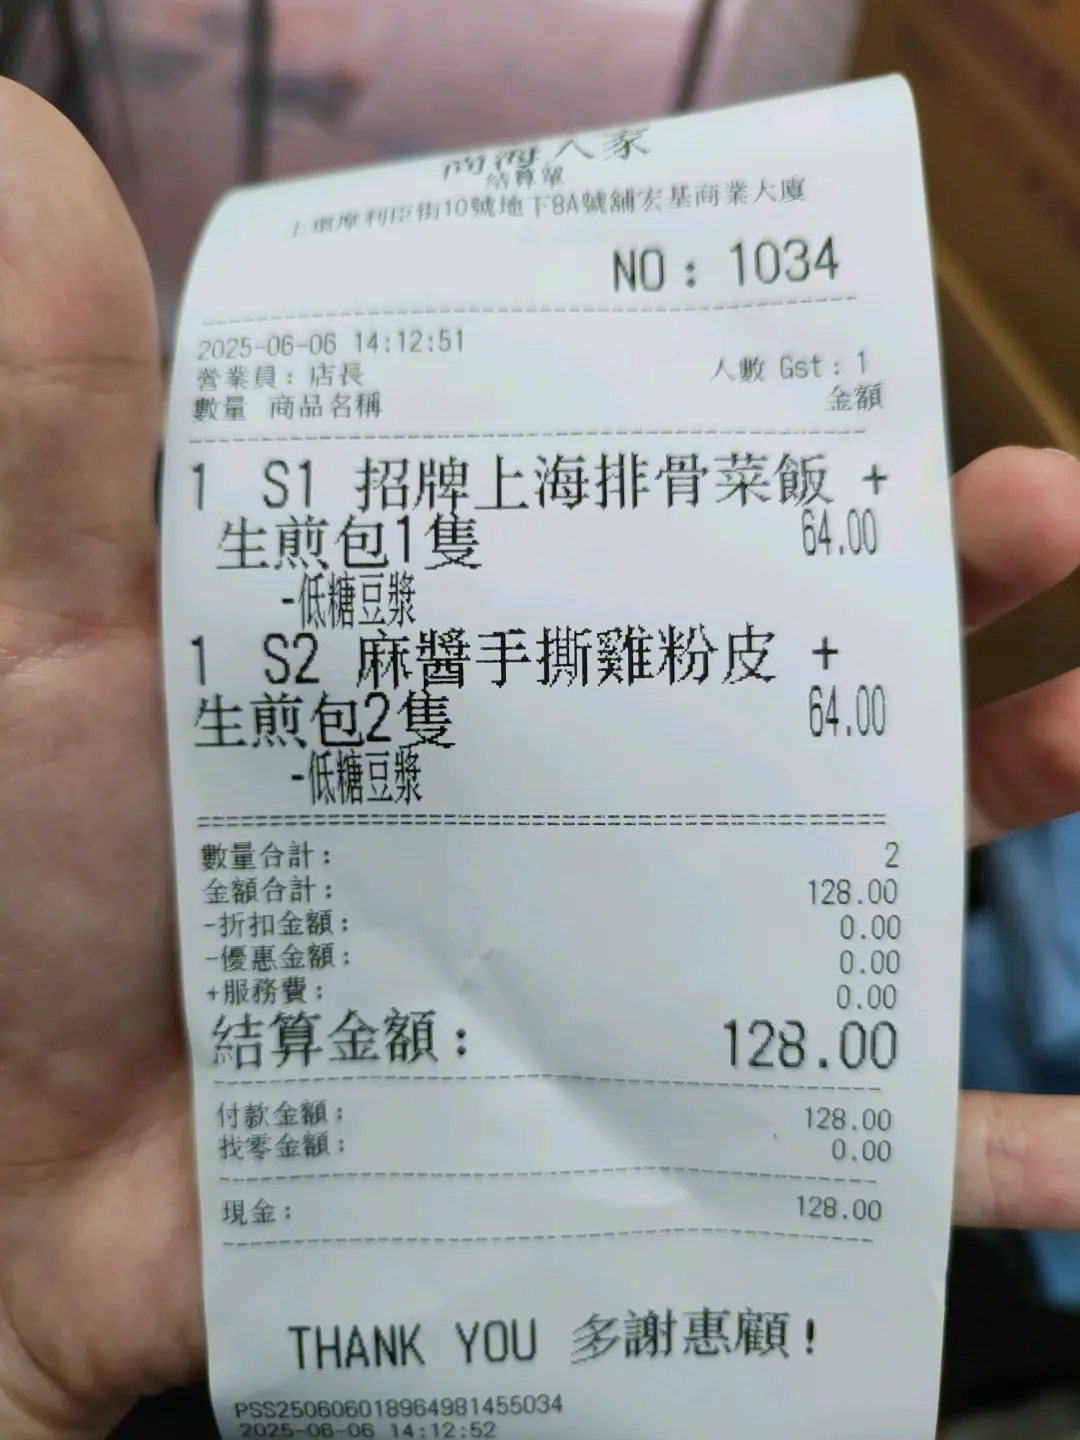 尚海人家
結算單
上環摩利臣街10號地下8A號舖宏基商業大廈
NO：1034
2025-06-06 14:12:51
營業員：店長 人數 Gst：1
數量 商品名稱 金額
1 S1 招牌上海排骨菜飯 +
生煎包1隻 64.00
-低糖豆漿
1 S2 麻醬手撕雞粉皮 +
生煎包2隻 64.00
-低糖豆漿
數量合計： 2
金額合計： 128.00
-折扣金額： 0.00
-優惠金額： 0.00
+服務費： 0.00
結算金額： 128.00
付款金額： 128.00
找零金額： 0.00
現金： 128.00
THANK YOU 多謝惠顧!
PSS250606018964981455034
2025-06-06 14:12:52